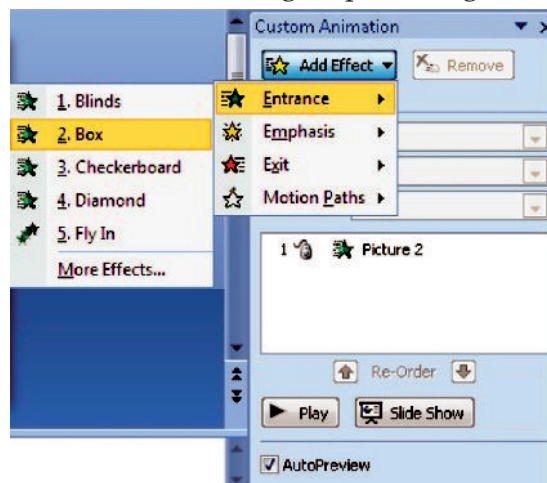 Custom Animation
Add Effect
Remove
1. Blinds
2. Box
3. Checkerboard
4. Diamond
5. Fly In
More Effects...
Entrance
Emphasis
Exit
Motion Paths
1 Picture 2
Re-Order
Play
Slide Show
AutoPreview